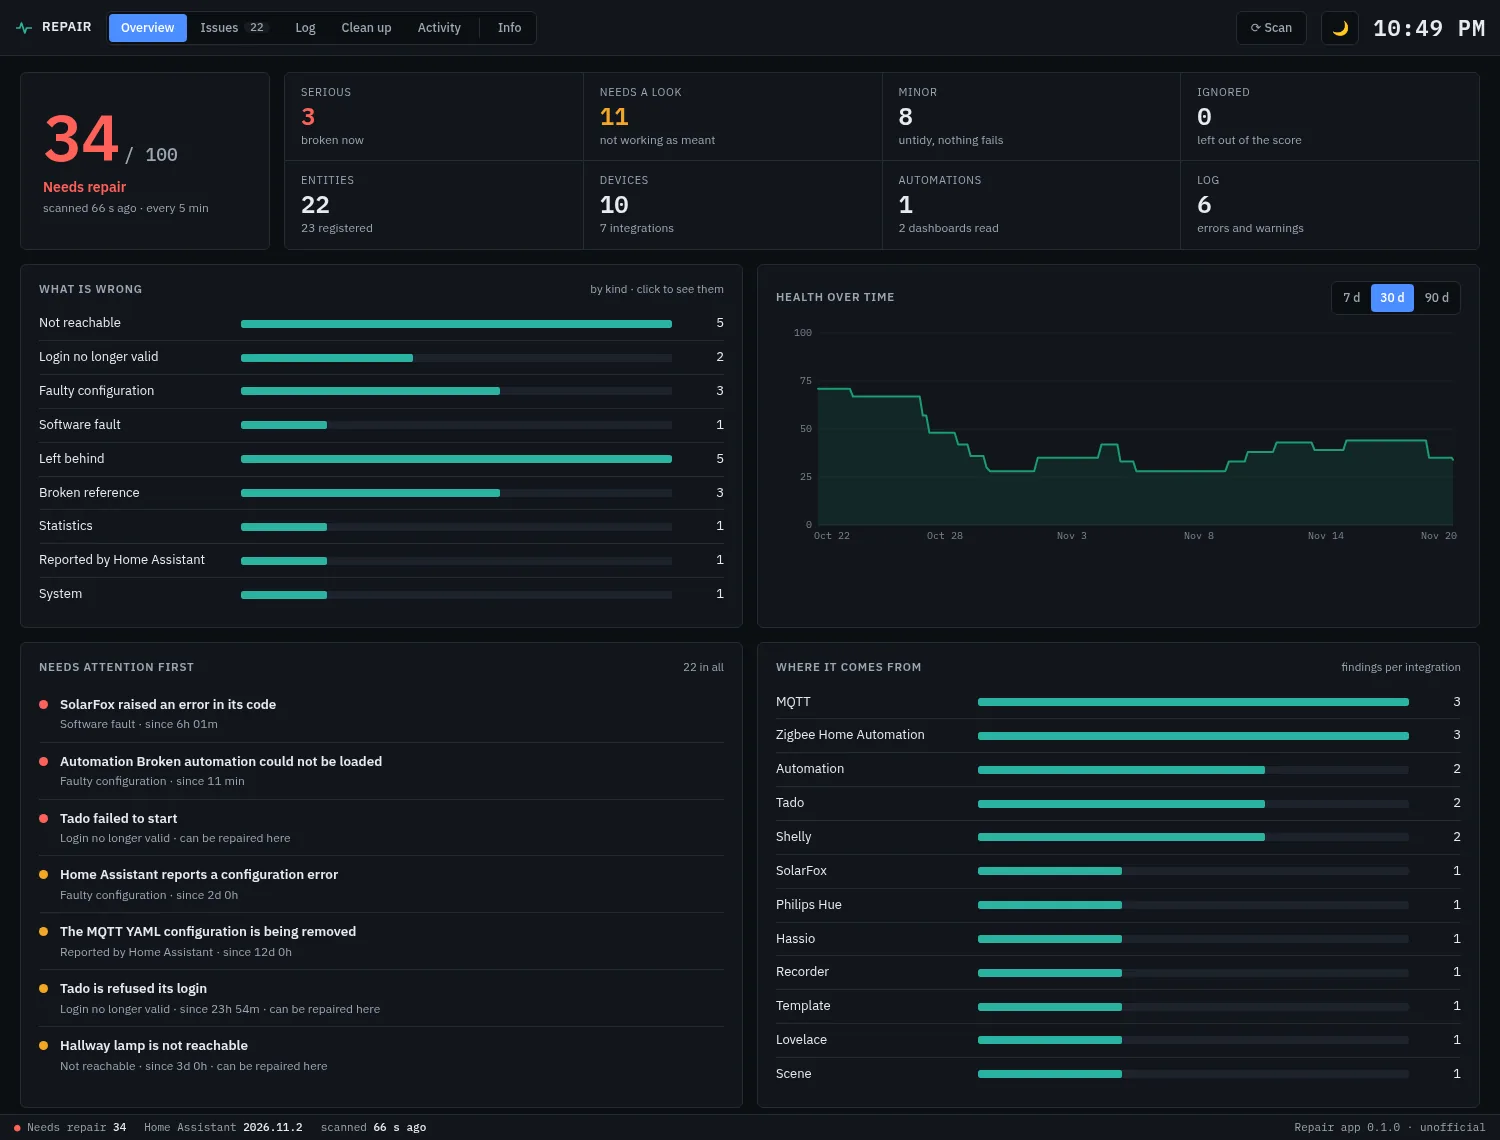 REPAIR
Overview
Issues 22
Log
Clean up
Activity
Info
⟳ Scan
10:49 PM
34 / 100
Needs repair
scanned 66 s ago · every 5 min
SERIOUS
3
broken now
NEEDS A LOOK
11
not working as meant
MINOR
8
untidy, nothing fails
IGNORED
0
left out of the score
ENTITIES
22
23 registered
DEVICES
10
7 integrations
AUTOMATIONS
1
2 dashboards read
LOG
6
errors and warnings
WHAT IS WRONG
by kind · click to see them
Not reachable 5
Login no longer valid 2
Faulty configuration 3
Software fault 1
Left behind 5
Broken reference 3
Statistics 1
Reported by Home Assistant 1
System 1
HEALTH OVER TIME
7 d 30 d 90 d
100
75
50
25
0
Oct 22 Oct 28 Nov 3 Nov 8 Nov 14 Nov 20
NEEDS ATTENTION FIRST
22 in all
SolarFox raised an error in its code
Software fault · since 6h 01m
Automation Broken automation could not be loaded
Faulty configuration · since 11 min
Tado failed to start
Login no longer valid · can be repaired here
Home Assistant reports a configuration error
Faulty configuration · since 2d 0h
The MQTT YAML configuration is being removed
Reported by Home Assistant · since 12d 0h
Tado is refused its login
Login no longer valid · since 23h 54m · can be repaired here
Hallway lamp is not reachable
Not reachable · since 3d 0h · can be repaired here
WHERE IT COMES FROM
findings per integration
MQTT 3
Zigbee Home Automation 3
Automation 2
Tado 2
Shelly 2
SolarFox 1
Philips Hue 1
Hassio 1
Recorder 1
Template 1
Lovelace 1
Scene 1
Needs repair 34 Home Assistant 2026.11.2 scanned 66 s ago
Repair app 0.1.0 · unofficial